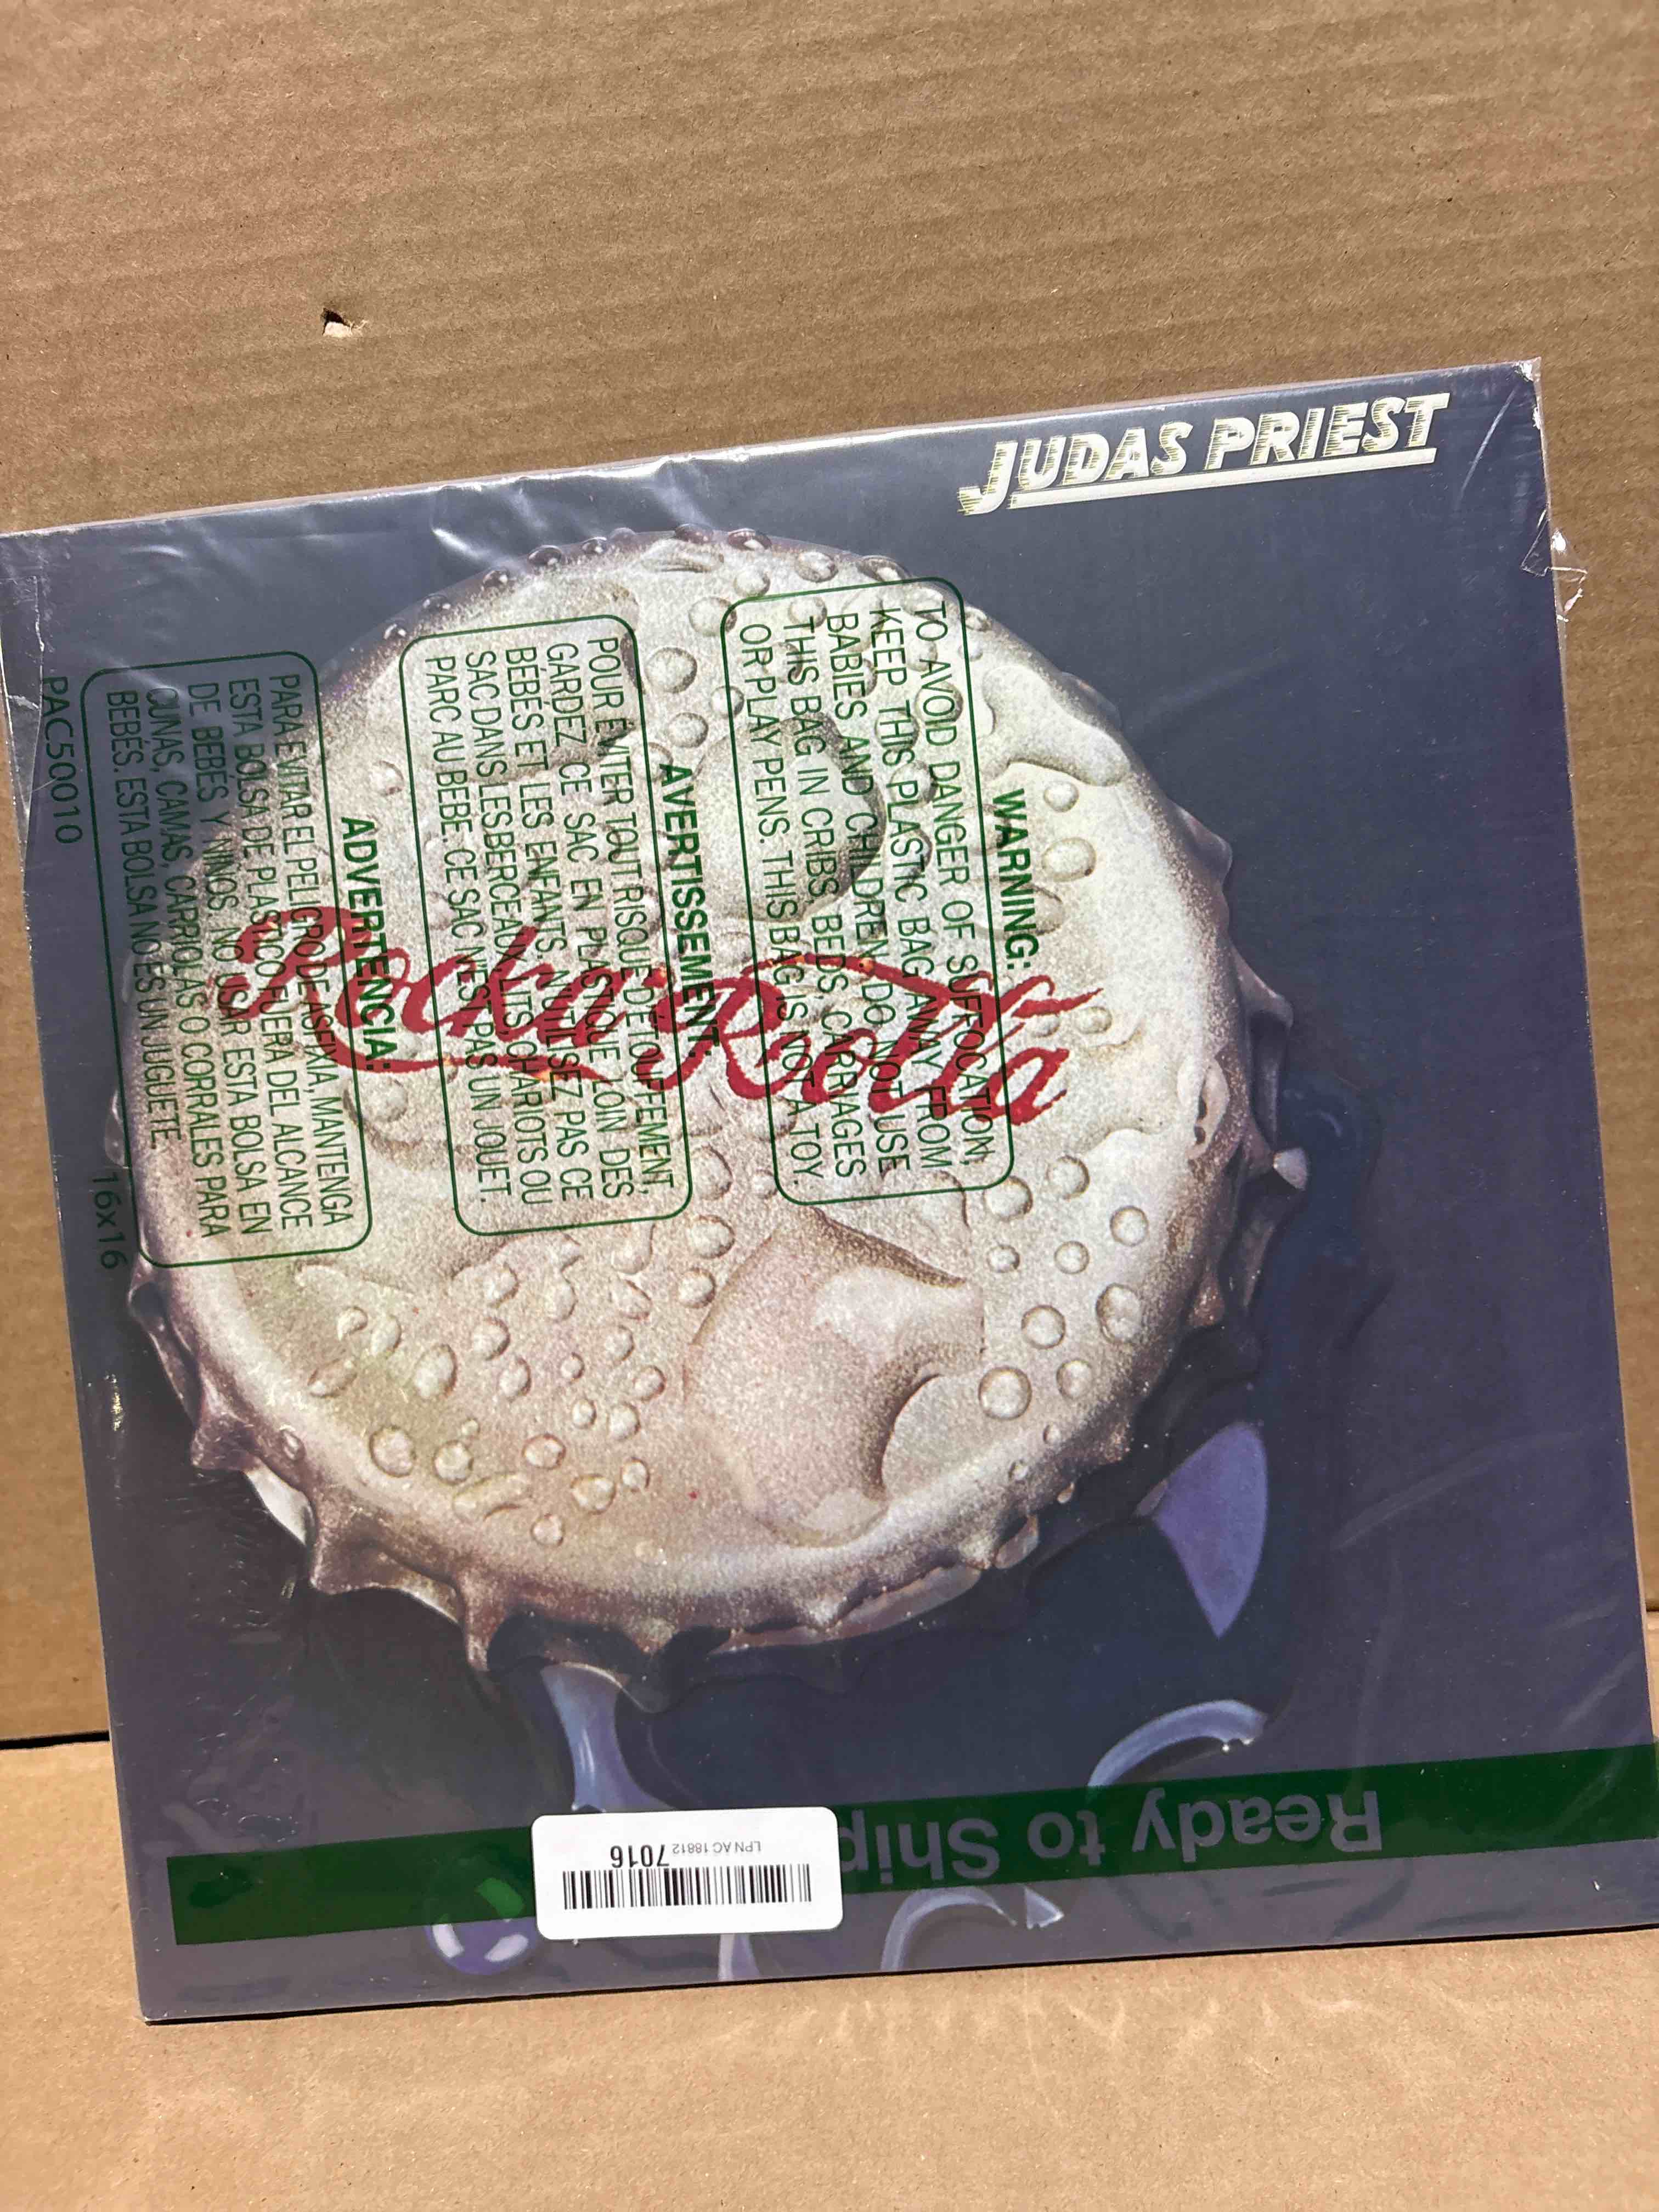 JUDAS PRIEST
Rocka Rolla
WARNING:
TO AVOID DANGER OF SUFFOCATION,
KEEP THIS PLASTIC BAG AWAY FROM
BABIES AND CHILDREN. DO NOT USE
THIS BAG IN CRIBS, BEDS, CARRIAGES
OR PLAY PENS. THIS BAG IS NOT A TOY.
AVERTISSEMENT:
POUR ÉVITER TOUT RISQUE DÉTOUFFEMENT,
GARDEZ CE SAC EN PLASTIQUE LOIN DES
BÉBÉS ET LES ENFANTS. N'UTILISEZ PAS CE
SAC DANS LES BERCEAUX, LITS, CHARIOTS OU
PARC AU BEBE. CE SAC N'EST PAS UN JOUET.
ADVERTENCIA:
PARA EVITAR EL PELIGRO DE ASFIXIA, MANTENGA
ESTA BOLSA DE PLASTICO FUERA DEL ALCANCE
DE BEBÉS Y NINOS. NO USAR ESTA BOLSA EN
CUNAS, CAMAS, CARRIOLAS O CORRALES PARA
BEBÉS. ESTA BOLSA NO ES UN JUGUETE.
PAC50010
16x16
Ready to Ship
LPN AC 18812 7016